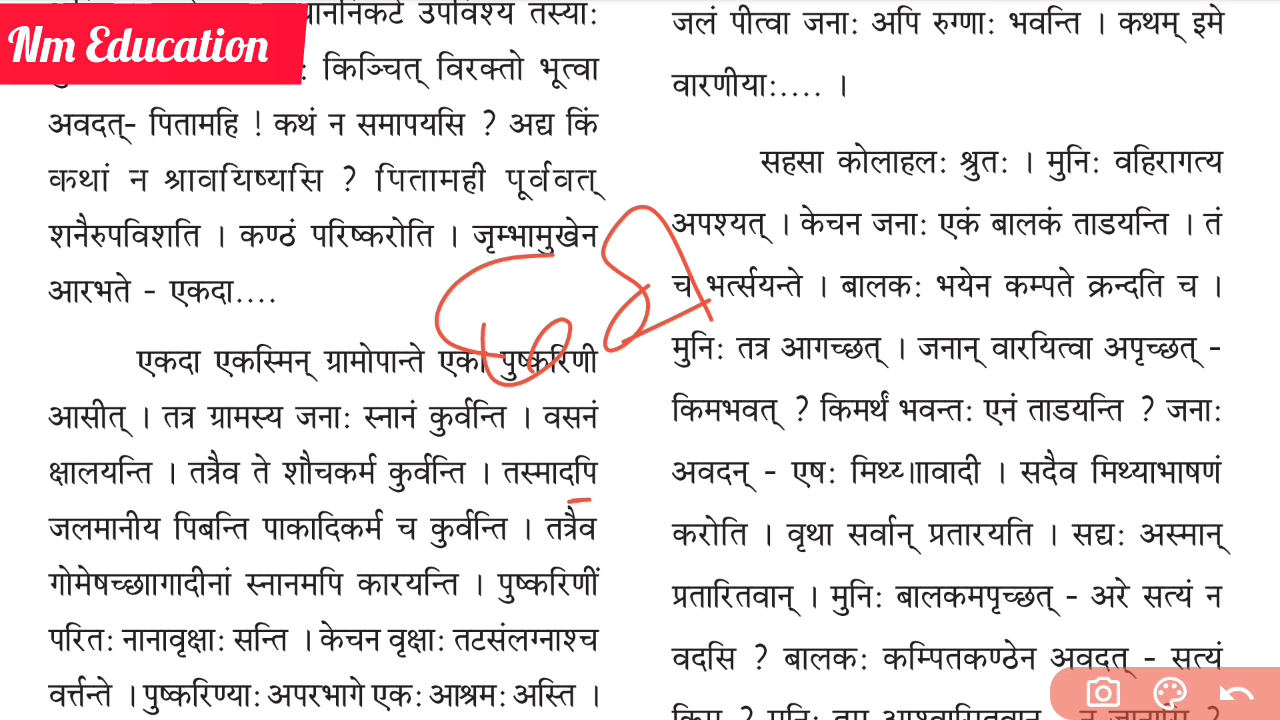 Nm Education
उपविश्य तस्याः
किञ्चित् विरक्तो भूत्वा
अवदत्- पितामहि ! कथं न समापयसि ? अद्य किं
कथां न श्रावयिष्यसि ? पितामही पूर्ववत्
शनैरुपविशति । कण्ठं परिष्करोति । जृम्भामुखेन
आरभते - एकदा....
एकदा एकस्मिन् ग्रामोपान्ते एका पुष्करिणी
आसीत् । तत्र ग्रामस्य जनाः स्नानं कुर्वन्ति । वसनं
क्षालयन्ति । तत्रैव ते शौचकर्म कुर्वन्ति । तस्मादपि
जलमानीय पिबन्ति पाकादिकर्म च कुर्वन्ति । तत्रैव
गोमेषच्छाागादीनां स्नानमपि कारयन्ति । पुष्करिणीं
परितः नानावृक्षाः सन्ति । केचन वृक्षाः तटसंलग्नाश्च
वर्त्तन्ते । पुष्करिण्याः अपरभागे एकः आश्रमः अस्ति ।
जलं पीत्वा जनाः अपि रुग्णाः भवन्ति । कथम् इमे
वारणीयाः.... ।
सहसा कोलाहलः श्रुतः । मुनिः वहिरागत्य
अपश्यत् । केचन जनाः एकं बालकं ताडयन्ति । तं
च भर्त्सयन्ते । बालकः भयेन कम्पते क्रन्दति च ।
मुनिः तत्र आगच्छत् । जनान् वारयित्वा अपृच्छत् -
किमभवत् ? किमर्थं भवन्तः एनं ताडयन्ति ? जनाः
अवदन् - एषः मिथ्य्ाावादी । सदैव मिथ्याभाषणं
करोति । वृथा सर्वान् प्रतारयति । सद्यः अस्मान्
प्रतारितवान् । मुनिः बालकमपृच्छत् - अरे सत्यं न
वदसि ? बालकः कम्पितकण्ठेन अवदत् - सत्यं